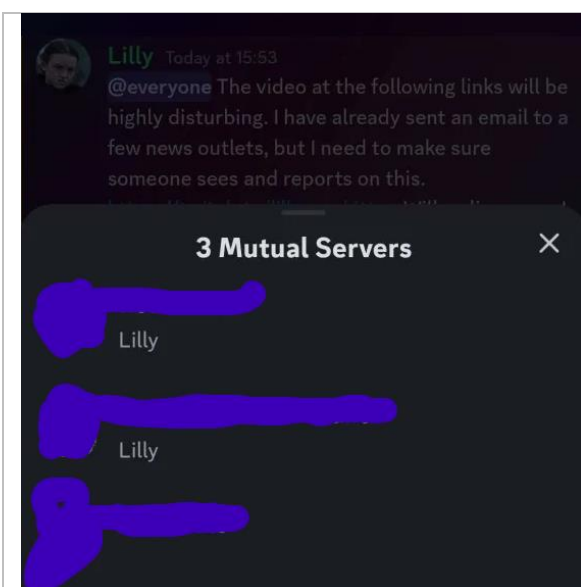 Lilly Today at 15:53
@everyone The video at the following links will be
highly disturbing. I have already sent an email to a
few news outlets, but I need to make sure
someone sees and reports on this.
3 Mutual Servers
Lilly
Lilly